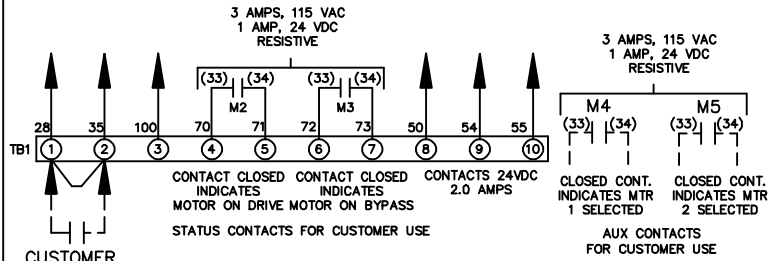 3 AMPS, 115 VAC
1 AMP, 24 VDC
RESISTIVE
3 AMPS, 115 VAC
1 AMP, 24 VDC
RESISTIVE
(33) (34) (33) (34)
M2 M3
M4 M5
(33) (34) (33) (34)
28 35 100 70 71 72 73 50 54 55
TB1 1 2 3 4 5 6 7 8 9 10
CONTACT CLOSED CONTACT CLOSED CONTACTS 24VDC
INDICATES INDICATES 2.0 AMPS
MOTOR ON DRIVE MOTOR ON BYPASS
STATUS CONTACTS FOR CUSTOMER USE
CLOSED CONT. CLOSED CONT.
INDICATES MTR INDICATES MTR
1 SELECTED 2 SELECTED
AUX CONTACTS
FOR CUSTOMER USE
CUSTOMER